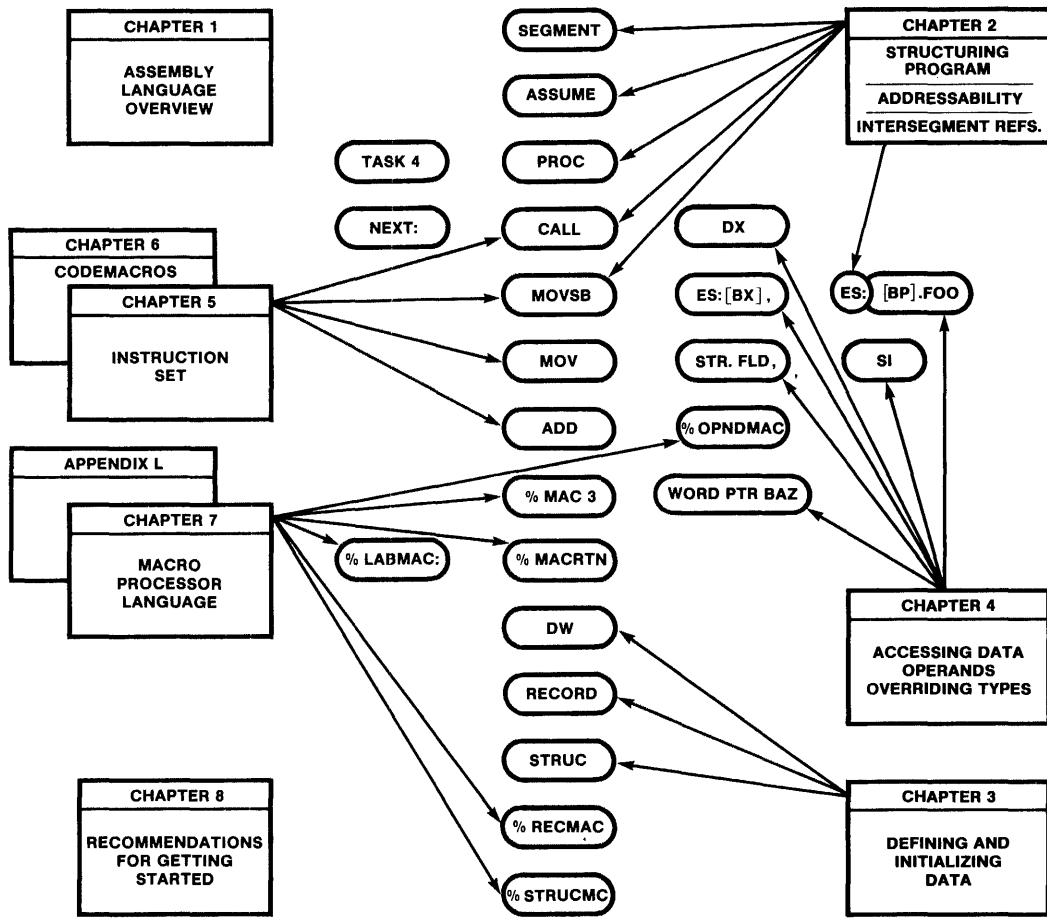 CHAPTER 1
ASSEMBLY
LANGUAGE
OVERVIEW
SEGMENT
ASSUME
PROC
TASK 4
NEXT:
CALL
CHAPTER 2
STRUCTURING
PROGRAM
ADDRESSABILITY
INTERSEGMENT REFS.
CHAPTER 6
CODEMACROS
CHAPTER 5
INSTRUCTION
SET
MOVSB
MOV
ADD
DX
ES:[BX],
STR. FLD,
% OPNDMAC
WORD PTR BAZ
ES:
[BP].FOO
SI
APPENDIX L
CHAPTER 7
MACRO
PROCESSOR
LANGUAGE
% MAC 3
% LABMAC:
% MACRTN
DW
RECORD
STRUC
% RECMAC
% STRUCMC
CHAPTER 4
ACCESSING DATA
OPERANDS
OVERRIDING TYPES
CHAPTER 8
RECOMMENDATIONS
FOR GETTING
STARTED
CHAPTER 3
DEFINING AND
INITIALIZING
DATA